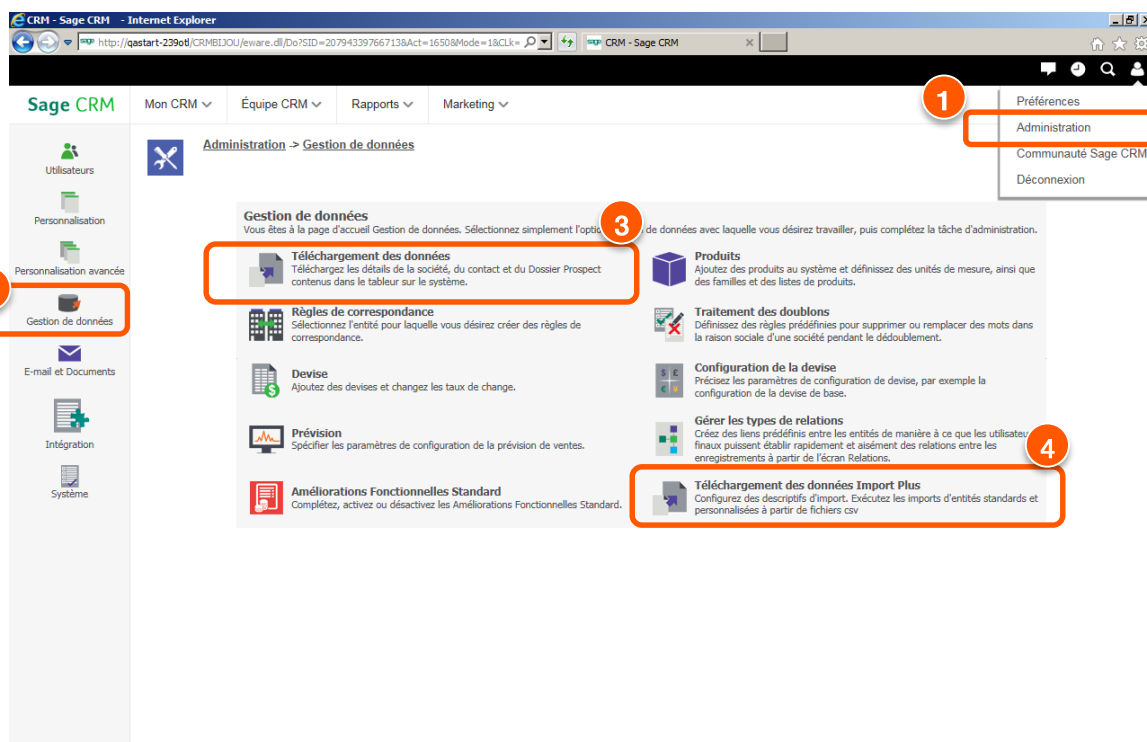 CRM - Sage CRM - Internet Explorer
http://qastart-239otl/CRMBIJOU/eware.dll/Do?SID=20794339766713&Act=1650&Mode=1&CLk=
CRM - Sage CRM
Sage CRM
Mon CRM
Équipe CRM
Rapports
Marketing
1
Préférences
Administration
Communauté Sage CRM
Déconnexion
Utilisateurs
Personnalisation
Personnalisation avancée
Gestion de données
E-mail et Documents
Intégration
Système
Administration -> Gestion de données
Gestion de données
Vous êtes à la page d'accueil Gestion de données. Sélectionnez simplement l'optio de données avec laquelle vous désirez travailler, puis complétez la tâche d'administration.
3
Téléchargement des données
Téléchargez les détails de la société, du contact et du Dossier Prospect
contenus dans le tableur sur le système.
Produits
Ajoutez des produits au système et définissez des unités de mesure, ainsi que
des familles et des listes de produits.
Règles de correspondance
Sélectionnez l'entité pour laquelle vous désirez créer des règles de
correspondance.
Traitement des doublons
Définissez des règles prédéfinies pour supprimer ou remplacer des mots dans
la raison sociale d'une société pendant le dédoublement.
Devise
Ajoutez des devises et changez les taux de change.
Configuration de la devise
Précisez les paramètres de configuration de devise, par exemple la
configuration de la devise de base.
Prévision
Spécifier les paramètres de configuration de la prévision de ventes.
Gérer les types de relations
Créez des liens prédéfinis entre les entités de manière à ce que les utilisateu
finaux puissent établir rapidement et aisément des relations entre les
enregistrements à partir de l'écran Relations.
4
Améliorations Fonctionnelles Standard
Complétez, activez ou désactivez les Améliorations Fonctionnelles Standard.
Téléchargement des données Import Plus
Configurez des descriptifs d'import. Exécutez les imports d'entités standards et
personnalisées à partir de fichiers csv